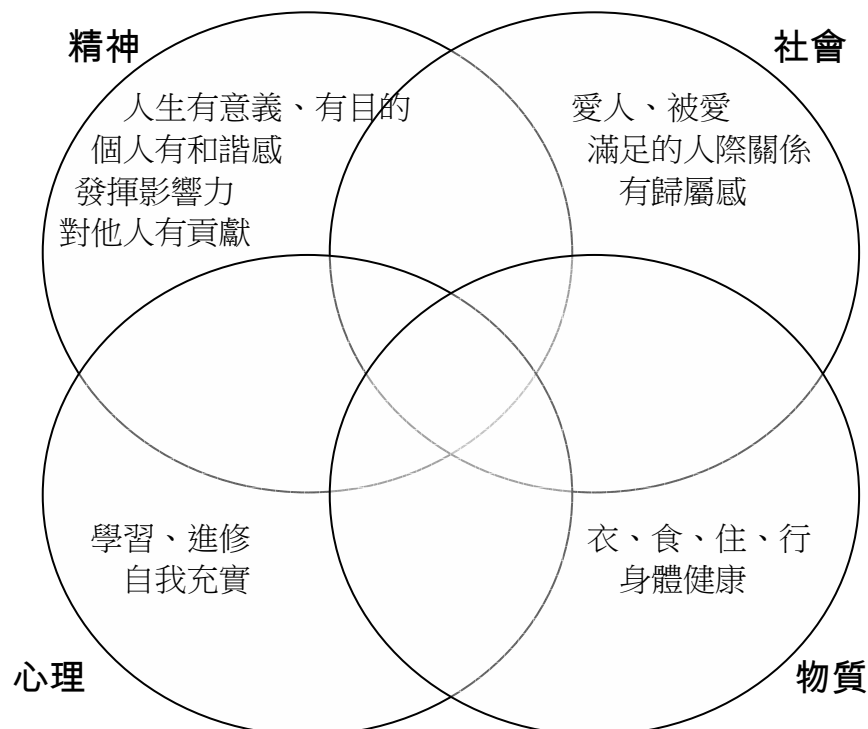 精神
人生有意義、有目的
個人有和諧感
發揮影響力
對他人有貢獻
社會
愛人、被愛
滿足的人際關係
有歸屬感
學習、進修
自我充實
心理
衣、食、住、行
身體健康
物質